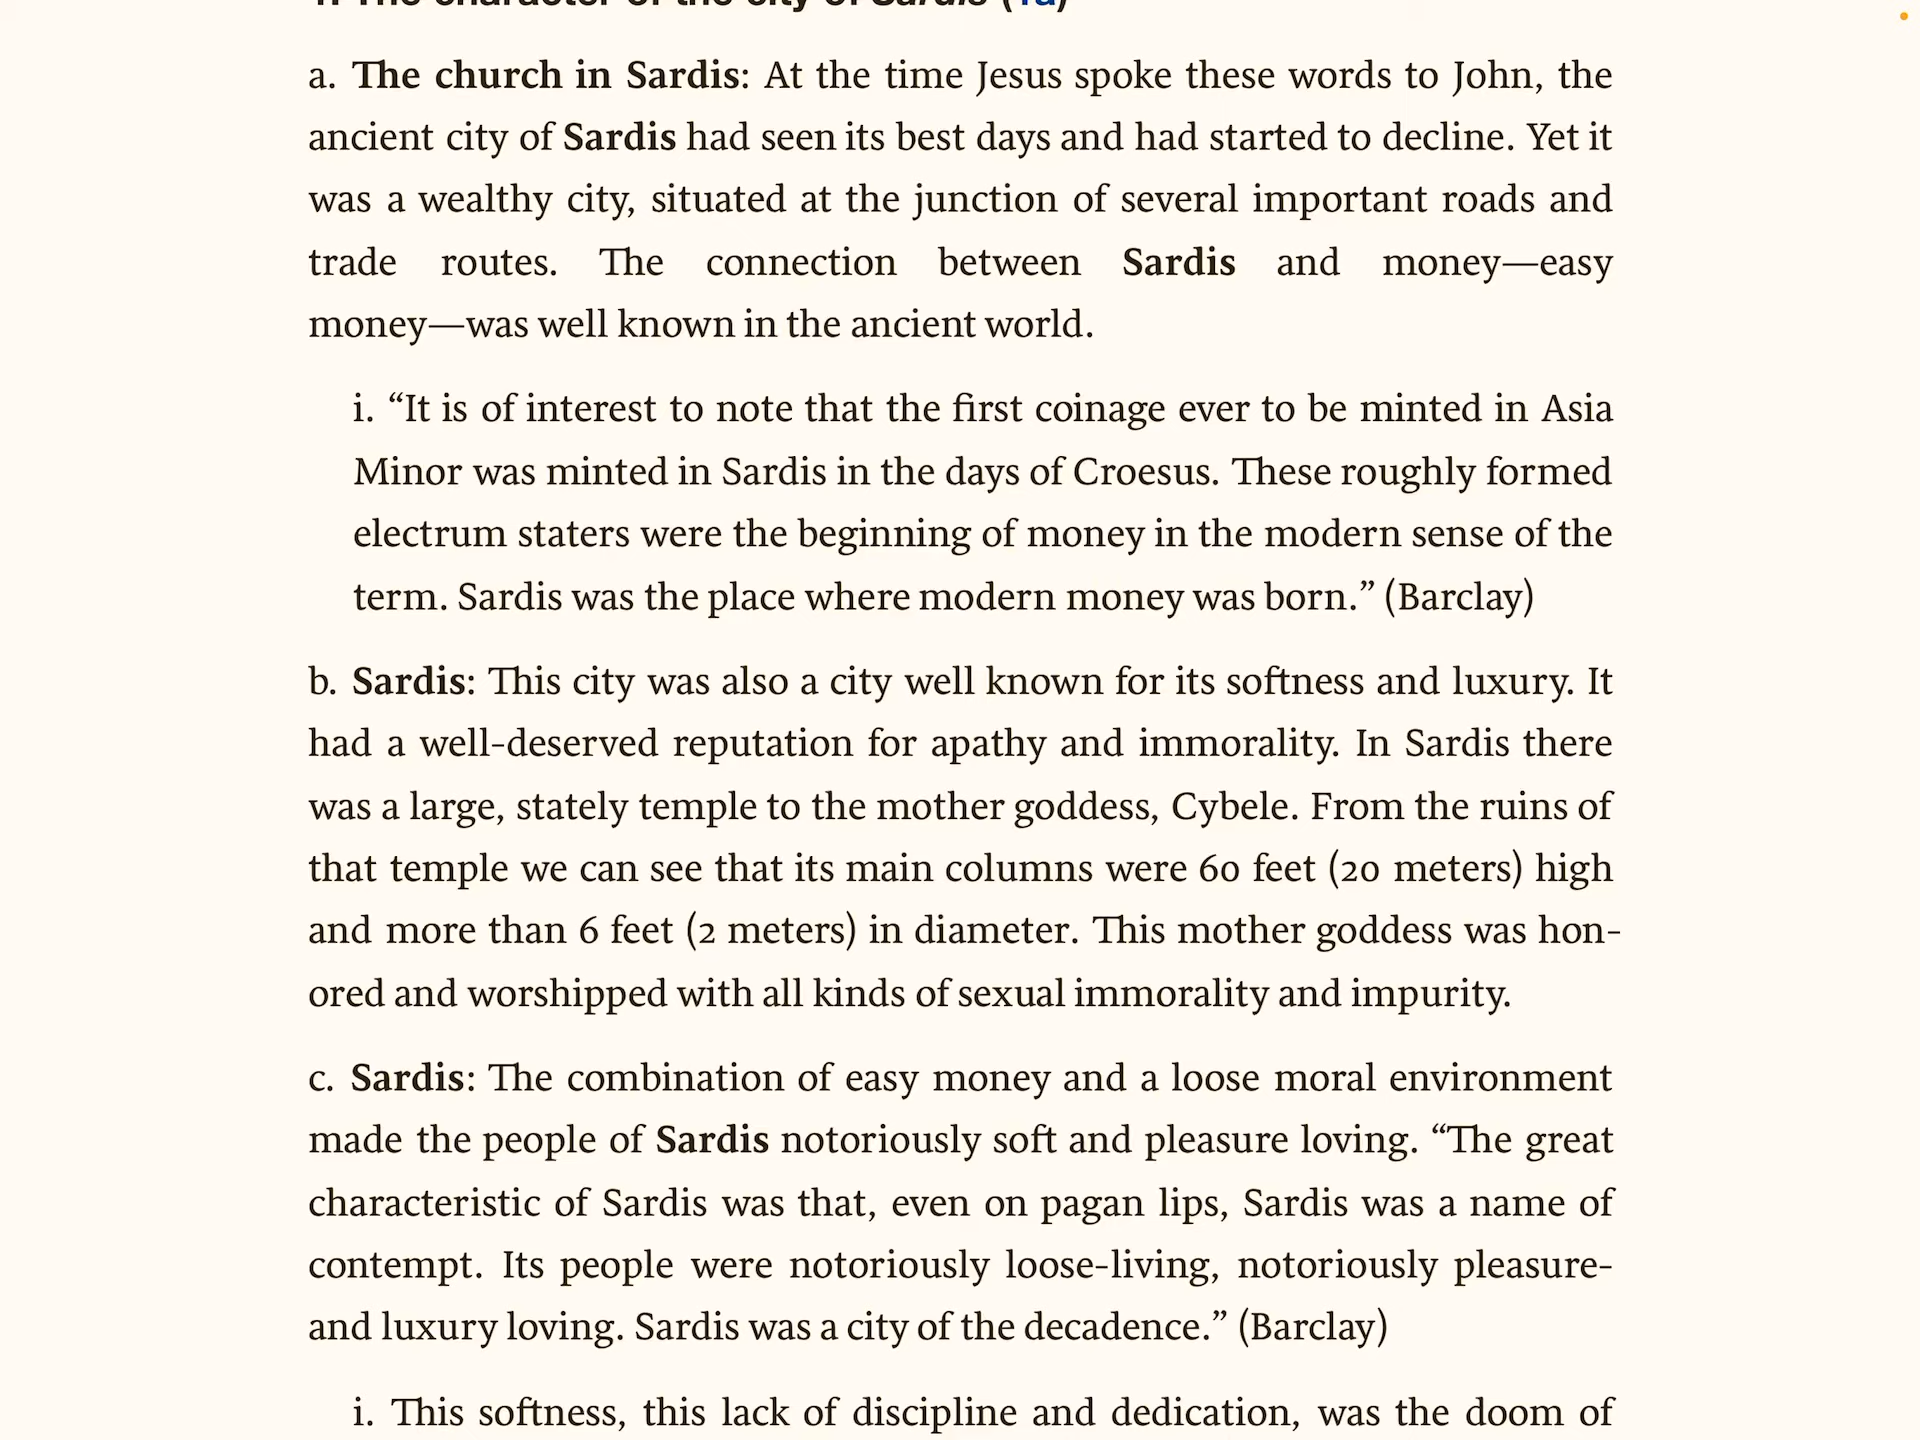 1. The character of the city of Sardis (1a)
a. The church in Sardis: At the time Jesus spoke these words to John, the
ancient city of Sardis had seen its best days and had started to decline. Yet it
was a wealthy city, situated at the junction of several important roads and
trade routes. The connection between Sardis and money—easy
money—was well known in the ancient world.
i. “It is of interest to note that the first coinage ever to be minted in Asia
Minor was minted in Sardis in the days of Croesus. These roughly formed
electrum staters were the beginning of money in the modern sense of the
term. Sardis was the place where modern money was born.” (Barclay)
b. Sardis: This city was also a city well known for its softness and luxury. It
had a well-deserved reputation for apathy and immorality. In Sardis there
was a large, stately temple to the mother goddess, Cybele. From the ruins of
that temple we can see that its main columns were 60 feet (20 meters) high
and more than 6 feet (2 meters) in diameter. This mother goddess was hon-
ored and worshipped with all kinds of sexual immorality and impurity.
c. Sardis: The combination of easy money and a loose moral environment
made the people of Sardis notoriously soft and pleasure loving. “The great
characteristic of Sardis was that, even on pagan lips, Sardis was a name of
contempt. Its people were notoriously loose-living, notoriously pleasure-
and luxury loving. Sardis was a city of the decadence.” (Barclay)
i. This softness, this lack of discipline and dedication, was the doom of